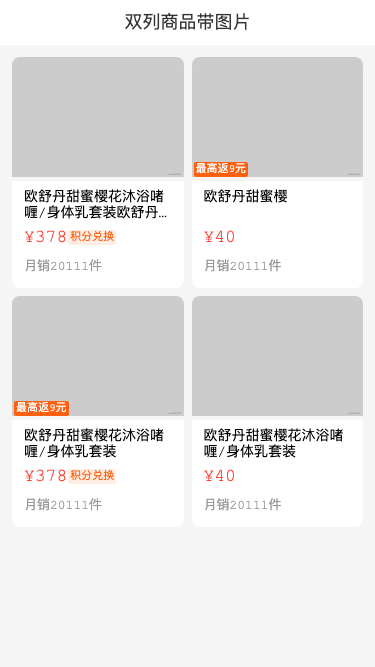 双列商品带图片
欧舒丹甜蜜樱花沐浴啫
喱/身体乳套装欧舒丹…
¥378 积分兑换
月销20111件
最高返9元
欧舒丹甜蜜樱
¥40
月销20111件
最高返9元
欧舒丹甜蜜樱花沐浴啫
喱/身体乳套装
¥378 积分兑换
月销20111件
欧舒丹甜蜜樱花沐浴啫
喱/身体乳套装
¥40
月销20111件